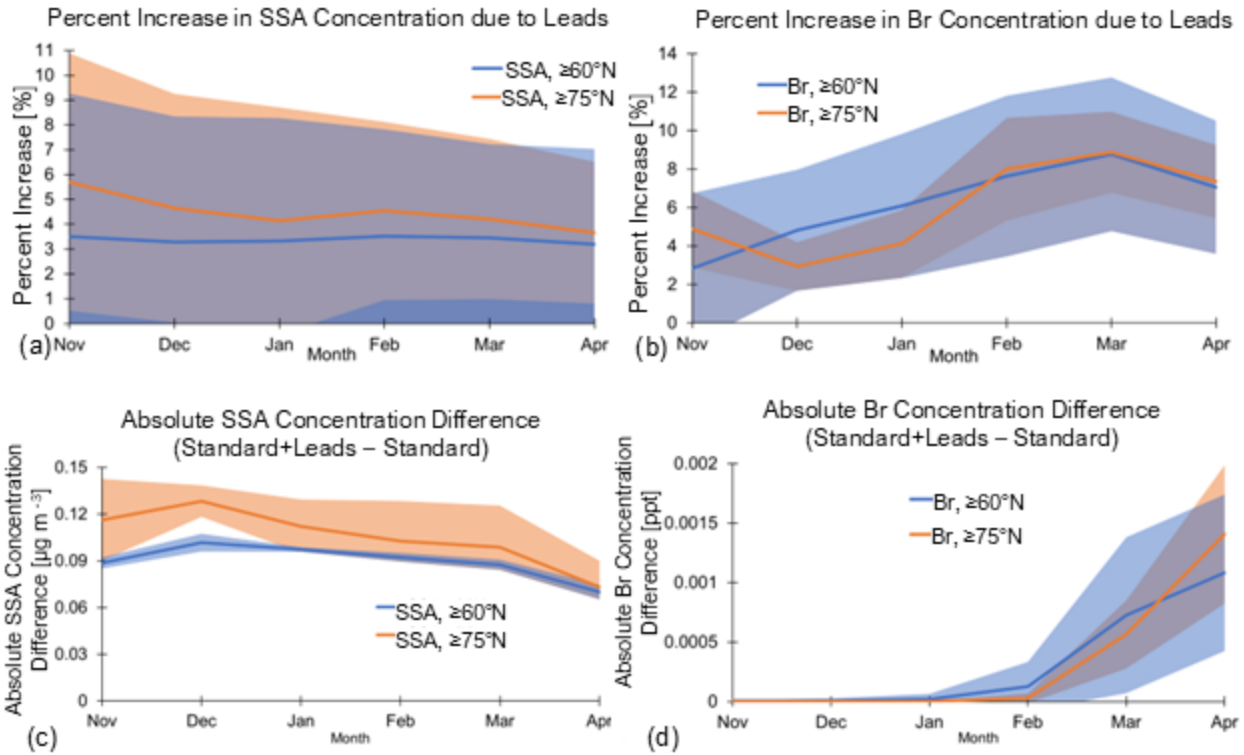 Percent Increase in SSA Concentration due to Leads
Percent Increase [%]
11
10
9
8
7
6
5
4
3
2
1
0
SSA, ≥60°N
SSA, ≥75°N
Nov Dec Jan Feb Mar Apr
Month
(a)
Percent Increase in Br Concentration due to Leads
Percent Increase [%]
14
12
10
8
6
4
2
0
Br, ≥60°N
Br, ≥75°N
Nov Dec Jan Feb Mar Apr
Month
(b)
Absolute SSA Concentration Difference
(Standard+Leads – Standard)
Absolute SSA Concentration
Difference [µg m⁻³]
0.15
0.12
0.09
0.06
0.03
0
SSA, ≥60°N
SSA, ≥75°N
Nov Dec Jan Feb Mar Apr
Month
(c)
Absolute Br Concentration Difference
(Standard+Leads – Standard)
Absolute Br Concentration
Difference [ppt]
0.002
0.0015
0.001
0.0005
0
Br, ≥60°N
Br, ≥75°N
Nov Dec Jan Feb Mar Apr
Month
(d)